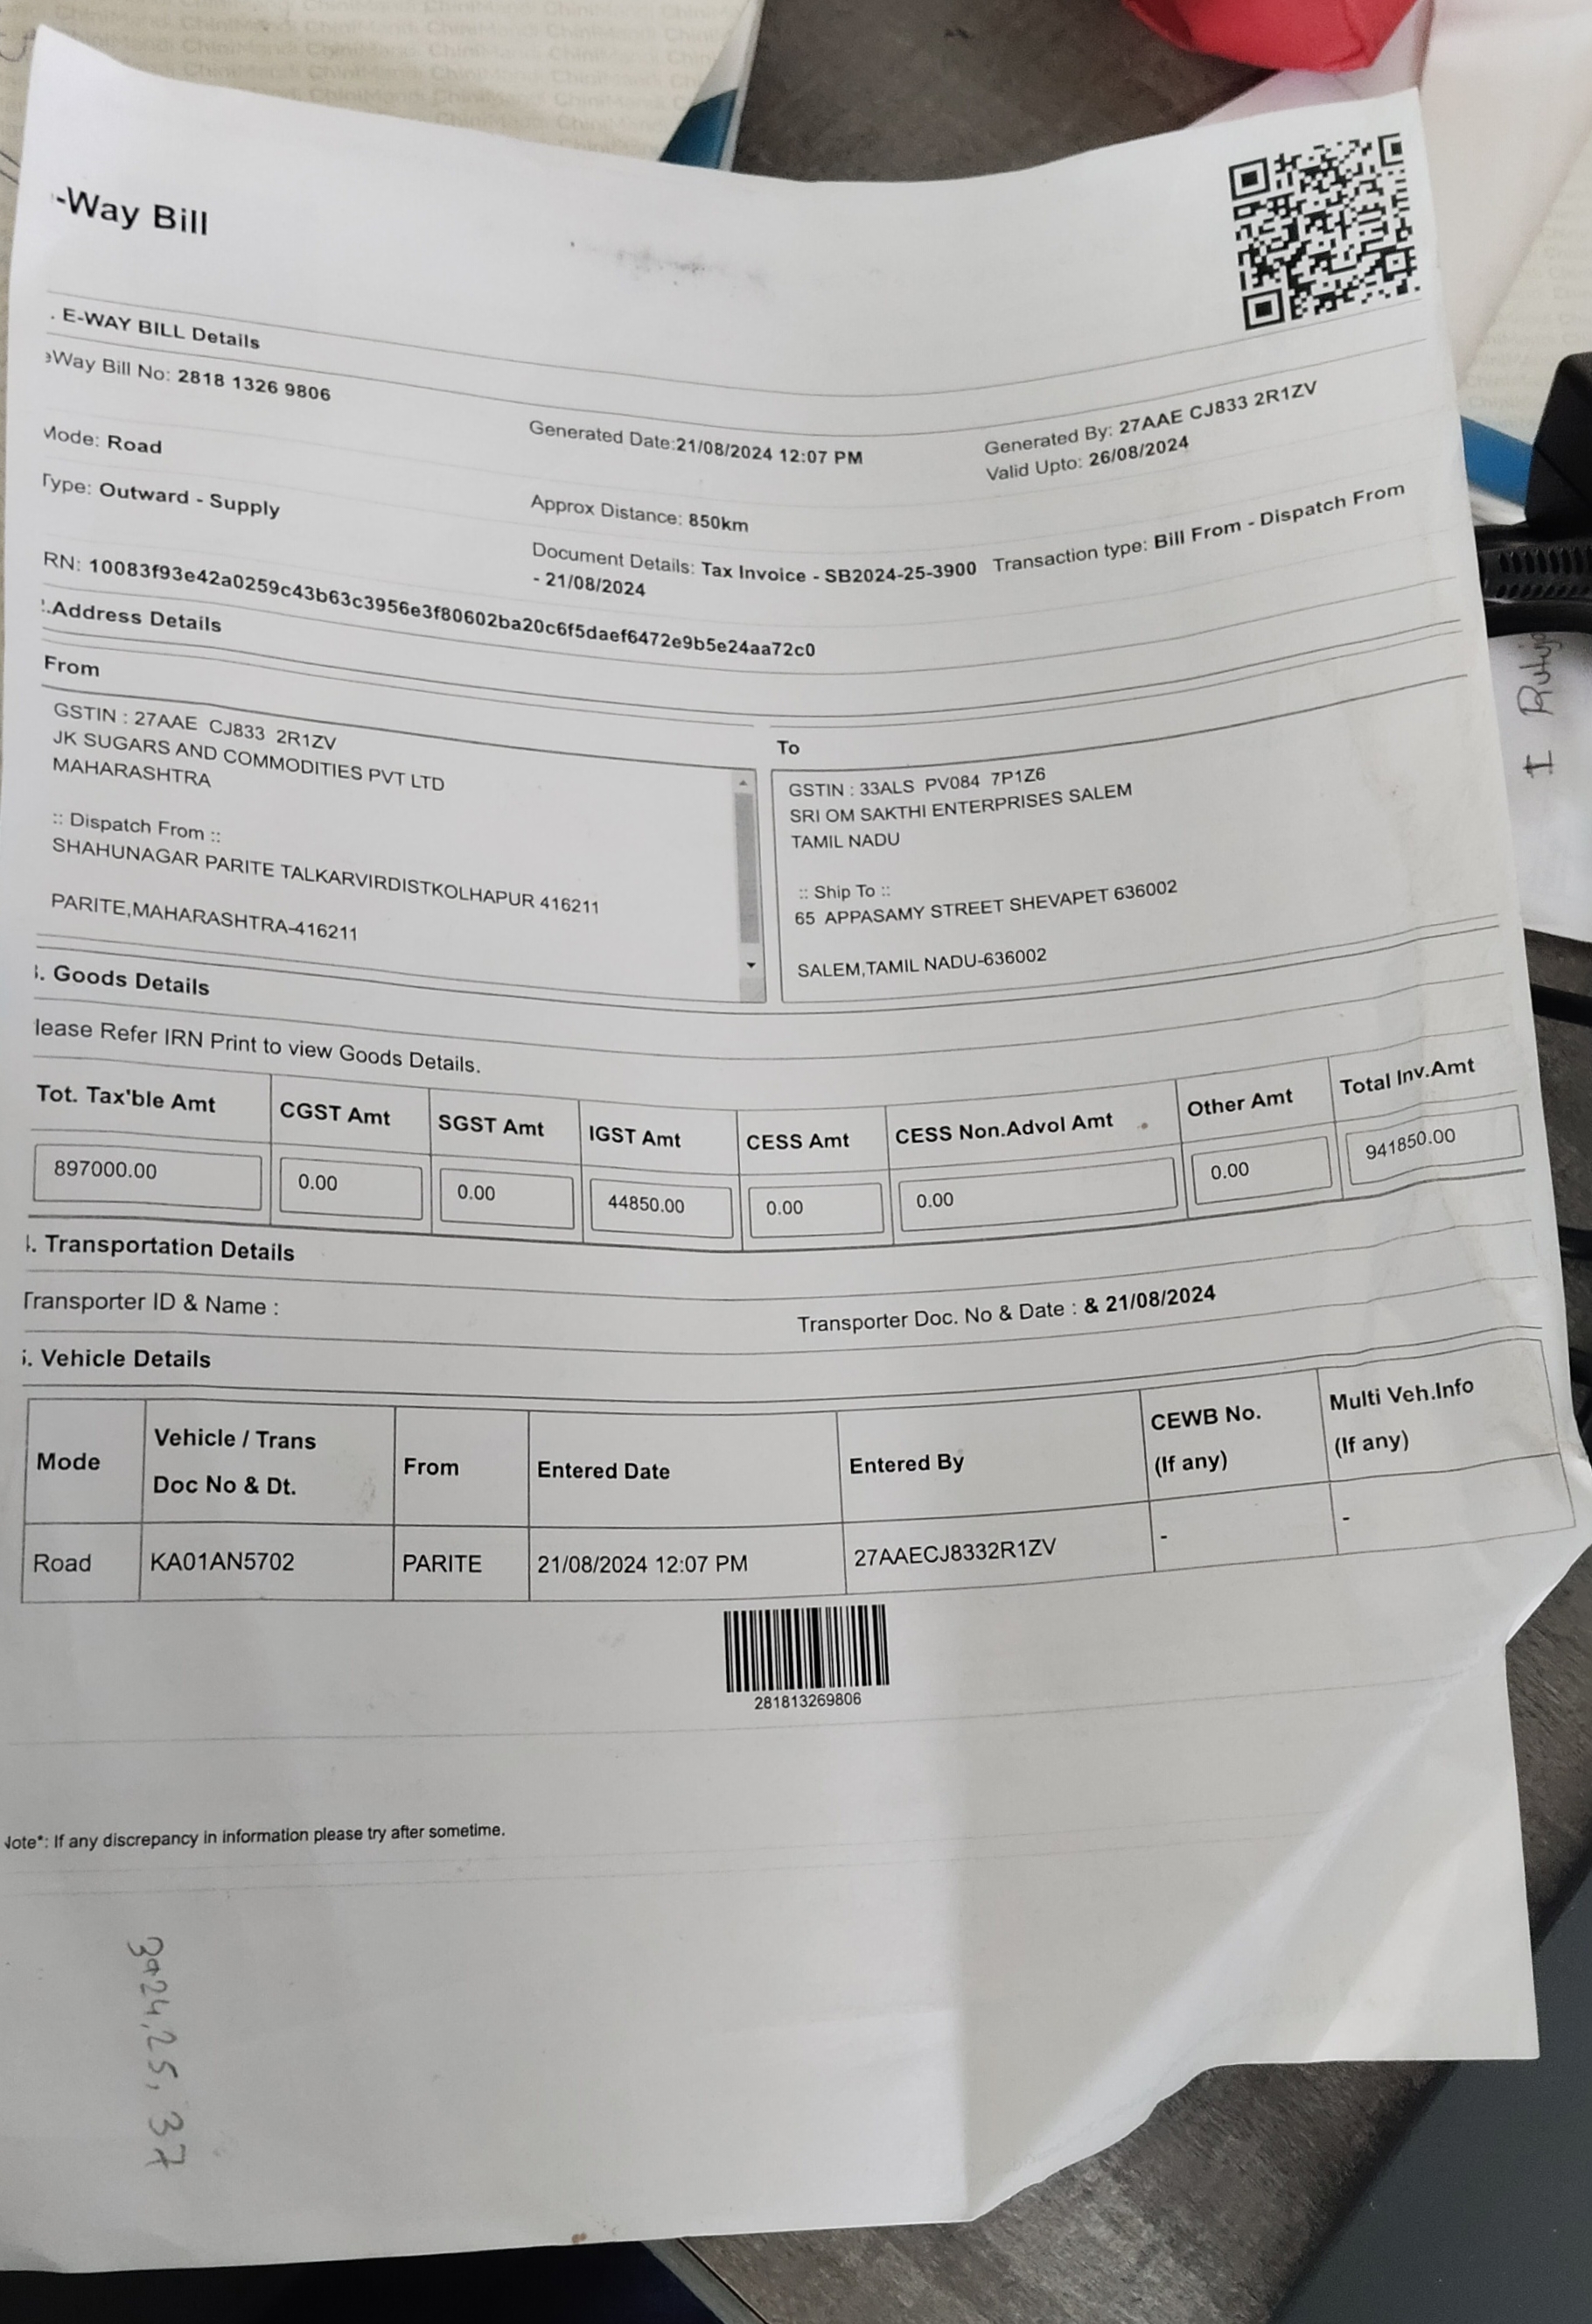 -Way Bill
. E-WAY BILL Details
eWay Bill No: 2818 1326 9806
Generated Date:21/08/2024 12:07 PM
Generated By: 27AAE CJ833 2R1ZV
Valid Upto: 26/08/2024
Mode: Road
Approx Distance: 850km
Type: Outward - Supply
Document Details: Tax Invoice - SB2024-25-3900
- 21/08/2024
Transaction type: Bill From - Dispatch From
RN: 10083f93e42a0259c43b63c3956e3f80602ba20c6f5daef6472e9b5e24aa72c0
.Address Details
From
GSTIN : 27AAE CJ833 2R1ZV
JK SUGARS AND COMMODITIES PVT LTD
MAHARASHTRA
:: Dispatch From ::
SHAHUNAGAR PARITE TALKARVIRDISTKOLHAPUR 416211
PARITE,MAHARASHTRA-416211
To
GSTIN : 33ALS PV084 7P1Z6
SRI OM SAKTHI ENTERPRISES SALEM
TAMIL NADU
:: Ship To ::
65 APPASAMY STREET SHEVAPET 636002
SALEM,TAMIL NADU-636002
. Goods Details
lease Refer IRN Print to view Goods Details.
Tot. Tax'ble Amt CGST Amt SGST Amt IGST Amt CESS Amt CESS Non.Advol Amt Other Amt Total Inv.Amt
897000.00 0.00 0.00 44850.00 0.00 0.00 0.00 941850.00
. Transportation Details
Transporter ID & Name :
Transporter Doc. No & Date : & 21/08/2024
. Vehicle Details
Mode Vehicle / Trans Doc No & Dt. From Entered Date Entered By CEWB No. (If any) Multi Veh.Info (If any)
Road KA01AN5702 PARITE 21/08/2024 12:07 PM 27AAECJ8332R1ZV - -
281813269806
Note*: If any discrepancy in information please try after sometime.